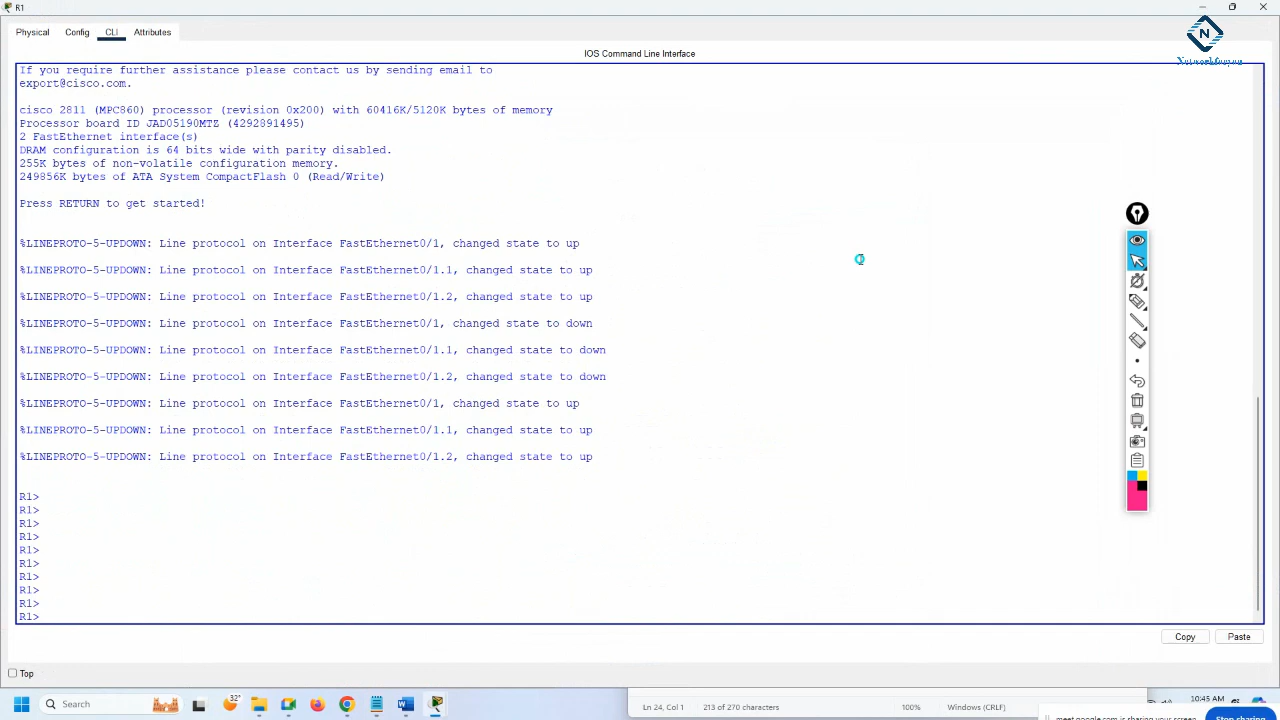 R1
Physical Config CLI Attributes
N
Networkforyou
IOS Command Line Interface
If you require further assistance please contact us by sending email to
export@cisco.com.
cisco 2811 (MPC860) processor (revision 0x200) with 60416K/5120K bytes of memory
Processor board ID JAD05190MTZ (4292891495)
2 FastEthernet interface(s)
DRAM configuration is 64 bits wide with parity disabled.
255K bytes of non-volatile configuration memory.
249856K bytes of ATA System CompactFlash 0 (Read/Write)
Press RETURN to get started!
%LINEPROTO-5-UPDOWN: Line protocol on Interface FastEthernet0/1, changed state to up
%LINEPROTO-5-UPDOWN: Line protocol on Interface FastEthernet0/1.1, changed state to up
%LINEPROTO-5-UPDOWN: Line protocol on Interface FastEthernet0/1.2, changed state to up
%LINEPROTO-5-UPDOWN: Line protocol on Interface FastEthernet0/1, changed state to down
%LINEPROTO-5-UPDOWN: Line protocol on Interface FastEthernet0/1.1, changed state to down
%LINEPROTO-5-UPDOWN: Line protocol on Interface FastEthernet0/1.2, changed state to down
%LINEPROTO-5-UPDOWN: Line protocol on Interface FastEthernet0/1, changed state to up
%LINEPROTO-5-UPDOWN: Line protocol on Interface FastEthernet0/1.1, changed state to up
%LINEPROTO-5-UPDOWN: Line protocol on Interface FastEthernet0/1.2, changed state to up
R1>
R1>
R1>
R1>
R1>
R1>
R1>
R1>
R1>
R1>
Copy Paste
Top
Search 32° Ln 24, Col 1 213 of 270 characters 100% Windows (CRLF) 10:45 AM
meet.google.com is sharing your screen. Stop sharing